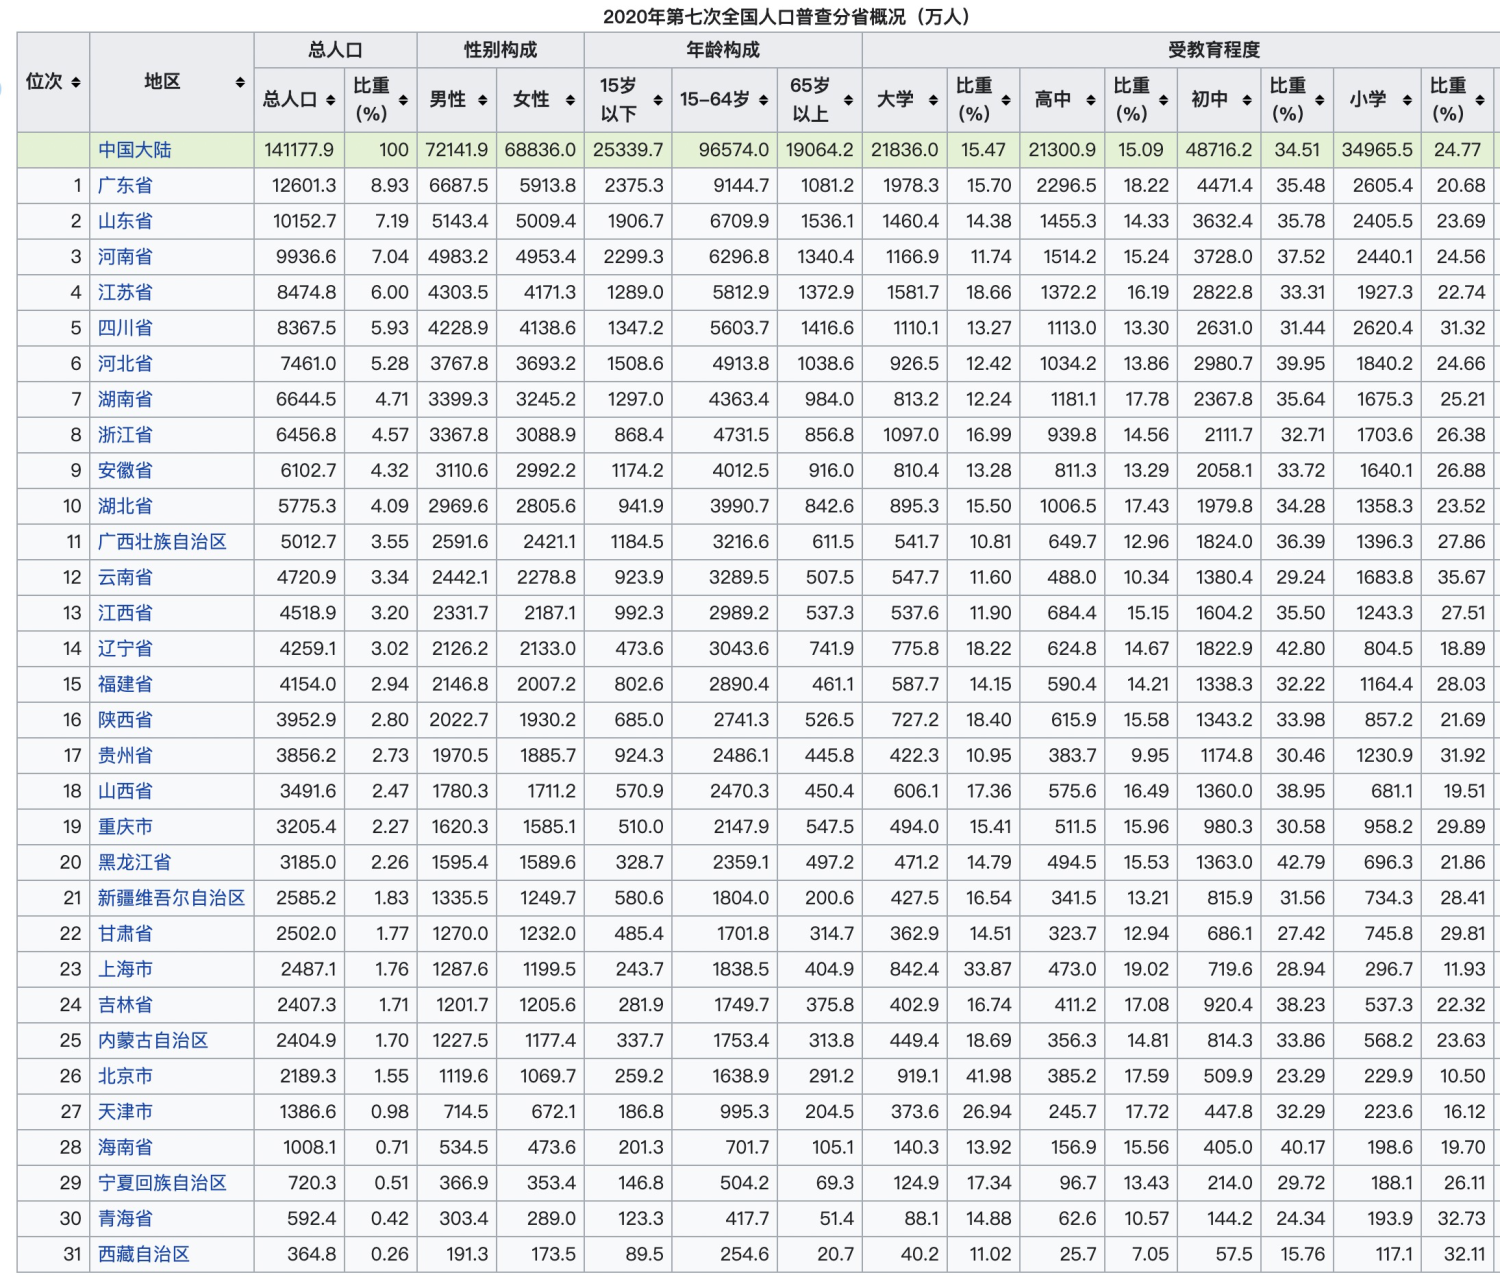 2020年第七次全国人口普查分省概况（万人）
位次 地区 总人口 性别构成 年龄构成 受教育程度
总人口 比重(%) 男性 女性 15岁以下 15–64岁 65岁以上 大学 比重(%) 高中 比重(%) 初中 比重(%) 小学 比重(%)
中国大陆 141177.9 100 72141.9 68836.0 25339.7 96574.0 19064.2 21836.0 15.47 21300.9 15.09 48716.2 34.51 34965.5 24.77
1 广东省 12601.3 8.93 6687.5 5913.8 2375.3 9144.7 1081.2 1978.3 15.70 2296.5 18.22 4471.4 35.48 2605.4 20.68
2 山东省 10152.7 7.19 5143.4 5009.4 1906.7 6709.9 1536.1 1460.4 14.38 1455.3 14.33 3632.4 35.78 2405.5 23.69
3 河南省 9936.6 7.04 4983.2 4953.4 2299.3 6296.8 1340.4 1166.9 11.74 1514.2 15.24 3728.0 37.52 2440.1 24.56
4 江苏省 8474.8 6.00 4303.5 4171.3 1289.0 5812.9 1372.9 1581.7 18.66 1372.2 16.19 2822.8 33.31 1927.3 22.74
5 四川省 8367.5 5.93 4228.9 4138.6 1347.2 5603.7 1416.6 1110.1 13.27 1113.0 13.30 2631.0 31.44 2620.4 31.32
6 河北省 7461.0 5.28 3767.8 3693.2 1508.6 4913.8 1038.6 926.5 12.42 1034.2 13.86 2980.7 39.95 1840.2 24.66
7 湖南省 6644.5 4.71 3399.3 3245.2 1297.0 4363.4 984.0 813.2 12.24 1181.1 17.78 2367.8 35.64 1675.3 25.21
8 浙江省 6456.8 4.57 3367.8 3088.9 868.4 4731.5 856.8 1097.0 16.99 939.8 14.56 2111.7 32.71 1703.6 26.38
9 安徽省 6102.7 4.32 3110.6 2992.2 1174.2 4012.5 916.0 810.4 13.28 811.3 13.29 2058.1 33.72 1640.1 26.88
10 湖北省 5775.3 4.09 2969.6 2805.6 941.9 3990.7 842.6 895.3 15.50 1006.5 17.43 1979.8 34.28 1358.3 23.52
11 广西壮族自治区 5012.7 3.55 2591.6 2421.1 1184.5 3216.6 611.5 541.7 10.81 649.7 12.96 1824.0 36.39 1396.3 27.86
12 云南省 4720.9 3.34 2442.1 2278.8 923.9 3289.5 507.5 547.7 11.60 488.0 10.34 1380.4 29.24 1683.8 35.67
13 江西省 4518.9 3.20 2331.7 2187.1 992.3 2989.2 537.3 537.6 11.90 684.4 15.15 1604.2 35.50 1243.3 27.51
14 辽宁省 4259.1 3.02 2126.2 2133.0 473.6 3043.6 741.9 775.8 18.22 624.8 14.67 1822.9 42.80 804.5 18.89
15 福建省 4154.0 2.94 2146.8 2007.2 802.6 2890.4 461.1 587.7 14.15 590.4 14.21 1338.3 32.22 1164.4 28.03
16 陕西省 3952.9 2.80 2022.7 1930.2 685.0 2741.3 526.5 727.2 18.40 615.9 15.58 1343.2 33.98 857.2 21.69
17 贵州省 3856.2 2.73 1970.5 1885.7 924.3 2486.1 445.8 422.3 10.95 383.7 9.95 1174.8 30.46 1230.9 31.92
18 山西省 3491.6 2.47 1780.3 1711.2 570.9 2470.3 450.4 606.1 17.36 575.6 16.49 1360.0 38.95 681.1 19.51
19 重庆市 3205.4 2.27 1620.3 1585.1 510.0 2147.9 547.5 494.0 15.41 511.5 15.96 980.3 30.58 958.2 29.89
20 黑龙江省 3185.0 2.26 1595.4 1589.6 328.7 2359.1 497.2 471.2 14.79 494.5 15.53 1363.0 42.79 696.3 21.86
21 新疆维吾尔自治区 2585.2 1.83 1335.5 1249.7 580.6 1804.0 200.6 427.5 16.54 341.5 13.21 815.9 31.56 734.3 28.41
22 甘肃省 2502.0 1.77 1270.0 1232.0 485.4 1701.8 314.7 362.9 14.51 323.7 12.94 686.1 27.42 745.8 29.81
23 上海市 2487.1 1.76 1287.6 1199.5 243.7 1838.5 404.9 842.4 33.87 473.0 19.02 719.6 28.94 296.7 11.93
24 吉林省 2407.3 1.71 1201.7 1205.6 281.9 1749.7 375.8 402.9 16.74 411.2 17.08 920.4 38.23 537.3 22.32
25 内蒙古自治区 2404.9 1.70 1227.5 1177.4 337.7 1753.4 313.8 449.4 18.69 356.3 14.81 814.3 33.86 568.2 23.63
26 北京市 2189.3 1.55 1119.6 1069.7 259.2 1638.9 291.2 919.1 41.98 385.2 17.59 509.9 23.29 229.9 10.50
27 天津市 1386.6 0.98 714.5 672.1 186.8 995.3 204.5 373.6 26.94 245.7 17.72 447.8 32.29 223.6 16.12
28 海南省 1008.1 0.71 534.5 473.6 201.3 701.7 105.1 140.3 13.92 156.9 15.56 405.0 40.17 198.6 19.70
29 宁夏回族自治区 720.3 0.51 366.9 353.4 146.8 504.2 69.3 124.9 17.34 96.7 13.43 214.0 29.72 188.1 26.11
30 青海省 592.4 0.42 303.4 289.0 123.3 417.7 51.4 88.1 14.88 62.6 10.57 144.2 24.34 193.9 32.73
31 西藏自治区 364.8 0.26 191.3 173.5 89.5 254.6 20.7 40.2 11.02 25.7 7.05 57.5 15.76 117.1 32.11